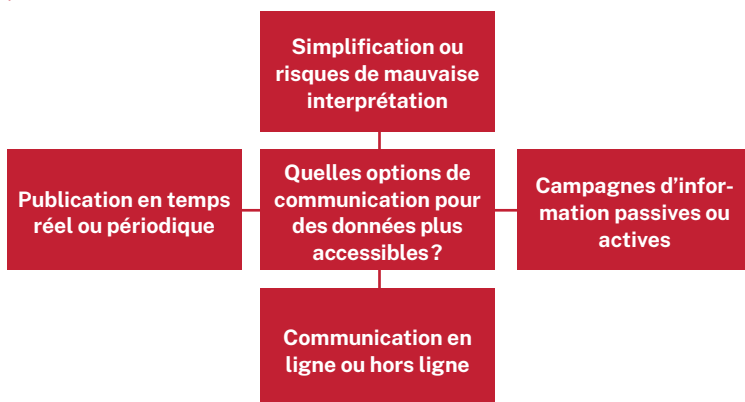 Simplification ou
risques de mauvaise
interprétation
Publication en temps
réel ou périodique
Quelles options de
communication pour
des données plus
accessibles ?
Campagnes d’infor-
mation passives ou
actives
Communication en
ligne ou hors ligne